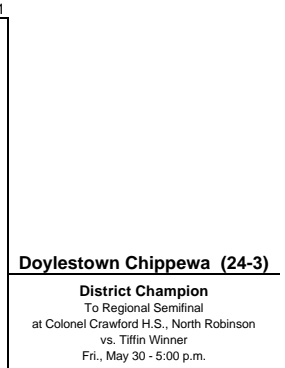 Doylestown Chippewa (24-3)
District Champion
To Regional Semifinal
at Colonel Crawford H.S., North Robinson
vs. Tiffin Winner
Fri., May 30 - 5:00 p.m.